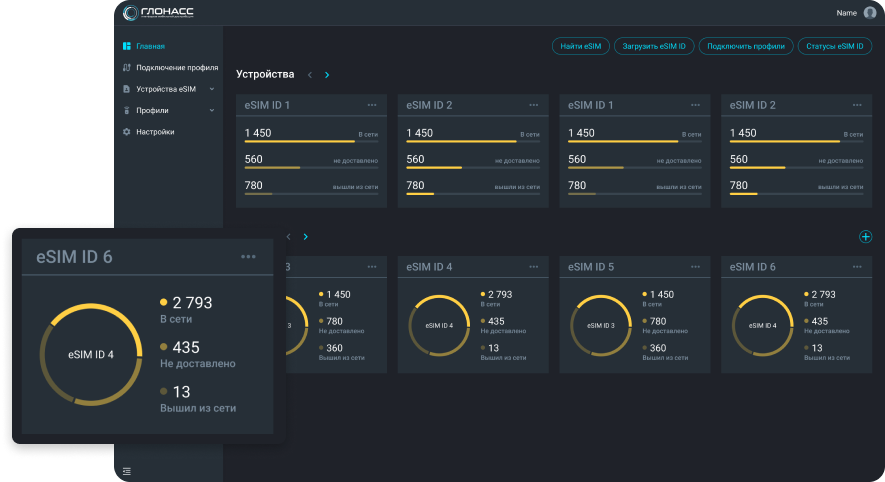 ГЛОНАСС
Name
Главная
Подключение профиля
Устройства eSIM
Профили
Настройки
Найти eSIM
Загрузить eSIM ID
Подключить профили
Статусы eSIM ID
Устройства
eSIM ID 1
1 450
В сети
560
не доставлено
780
вышли из сети
eSIM ID 2
1 450
В сети
560
не доставлено
780
вышли из сети
eSIM ID 1
1 450
В сети
560
не доставлено
780
вышли из сети
eSIM ID 2
1 450
В сети
560
не доставлено
780
вышли из сети
eSIM ID 6
eSIM ID 4
2 793
В сети
435
Не доставлено
13
Вышил из сети
3
3
1 450
В сети
780
Не доставлено
360
Вышил из сети
eSIM ID 4
eSIM ID 4
2 793
В сети
435
Не доставлено
13
Вышил из сети
eSIM ID 5
eSIM ID 3
1 450
В сети
780
Не доставлено
360
Вышил из сети
eSIM ID 6
eSIM ID 4
2 793
В сети
435
Не доставлено
13
Вышил из сети